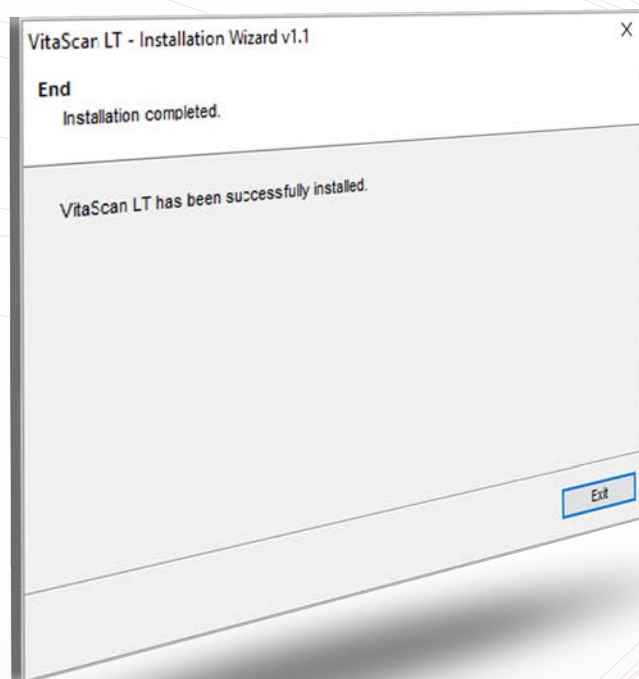 VitaScan LT - Installation Wizard v1.1
X
End
Installation completed.
VitaScan LT has been successfully installed.
Exit